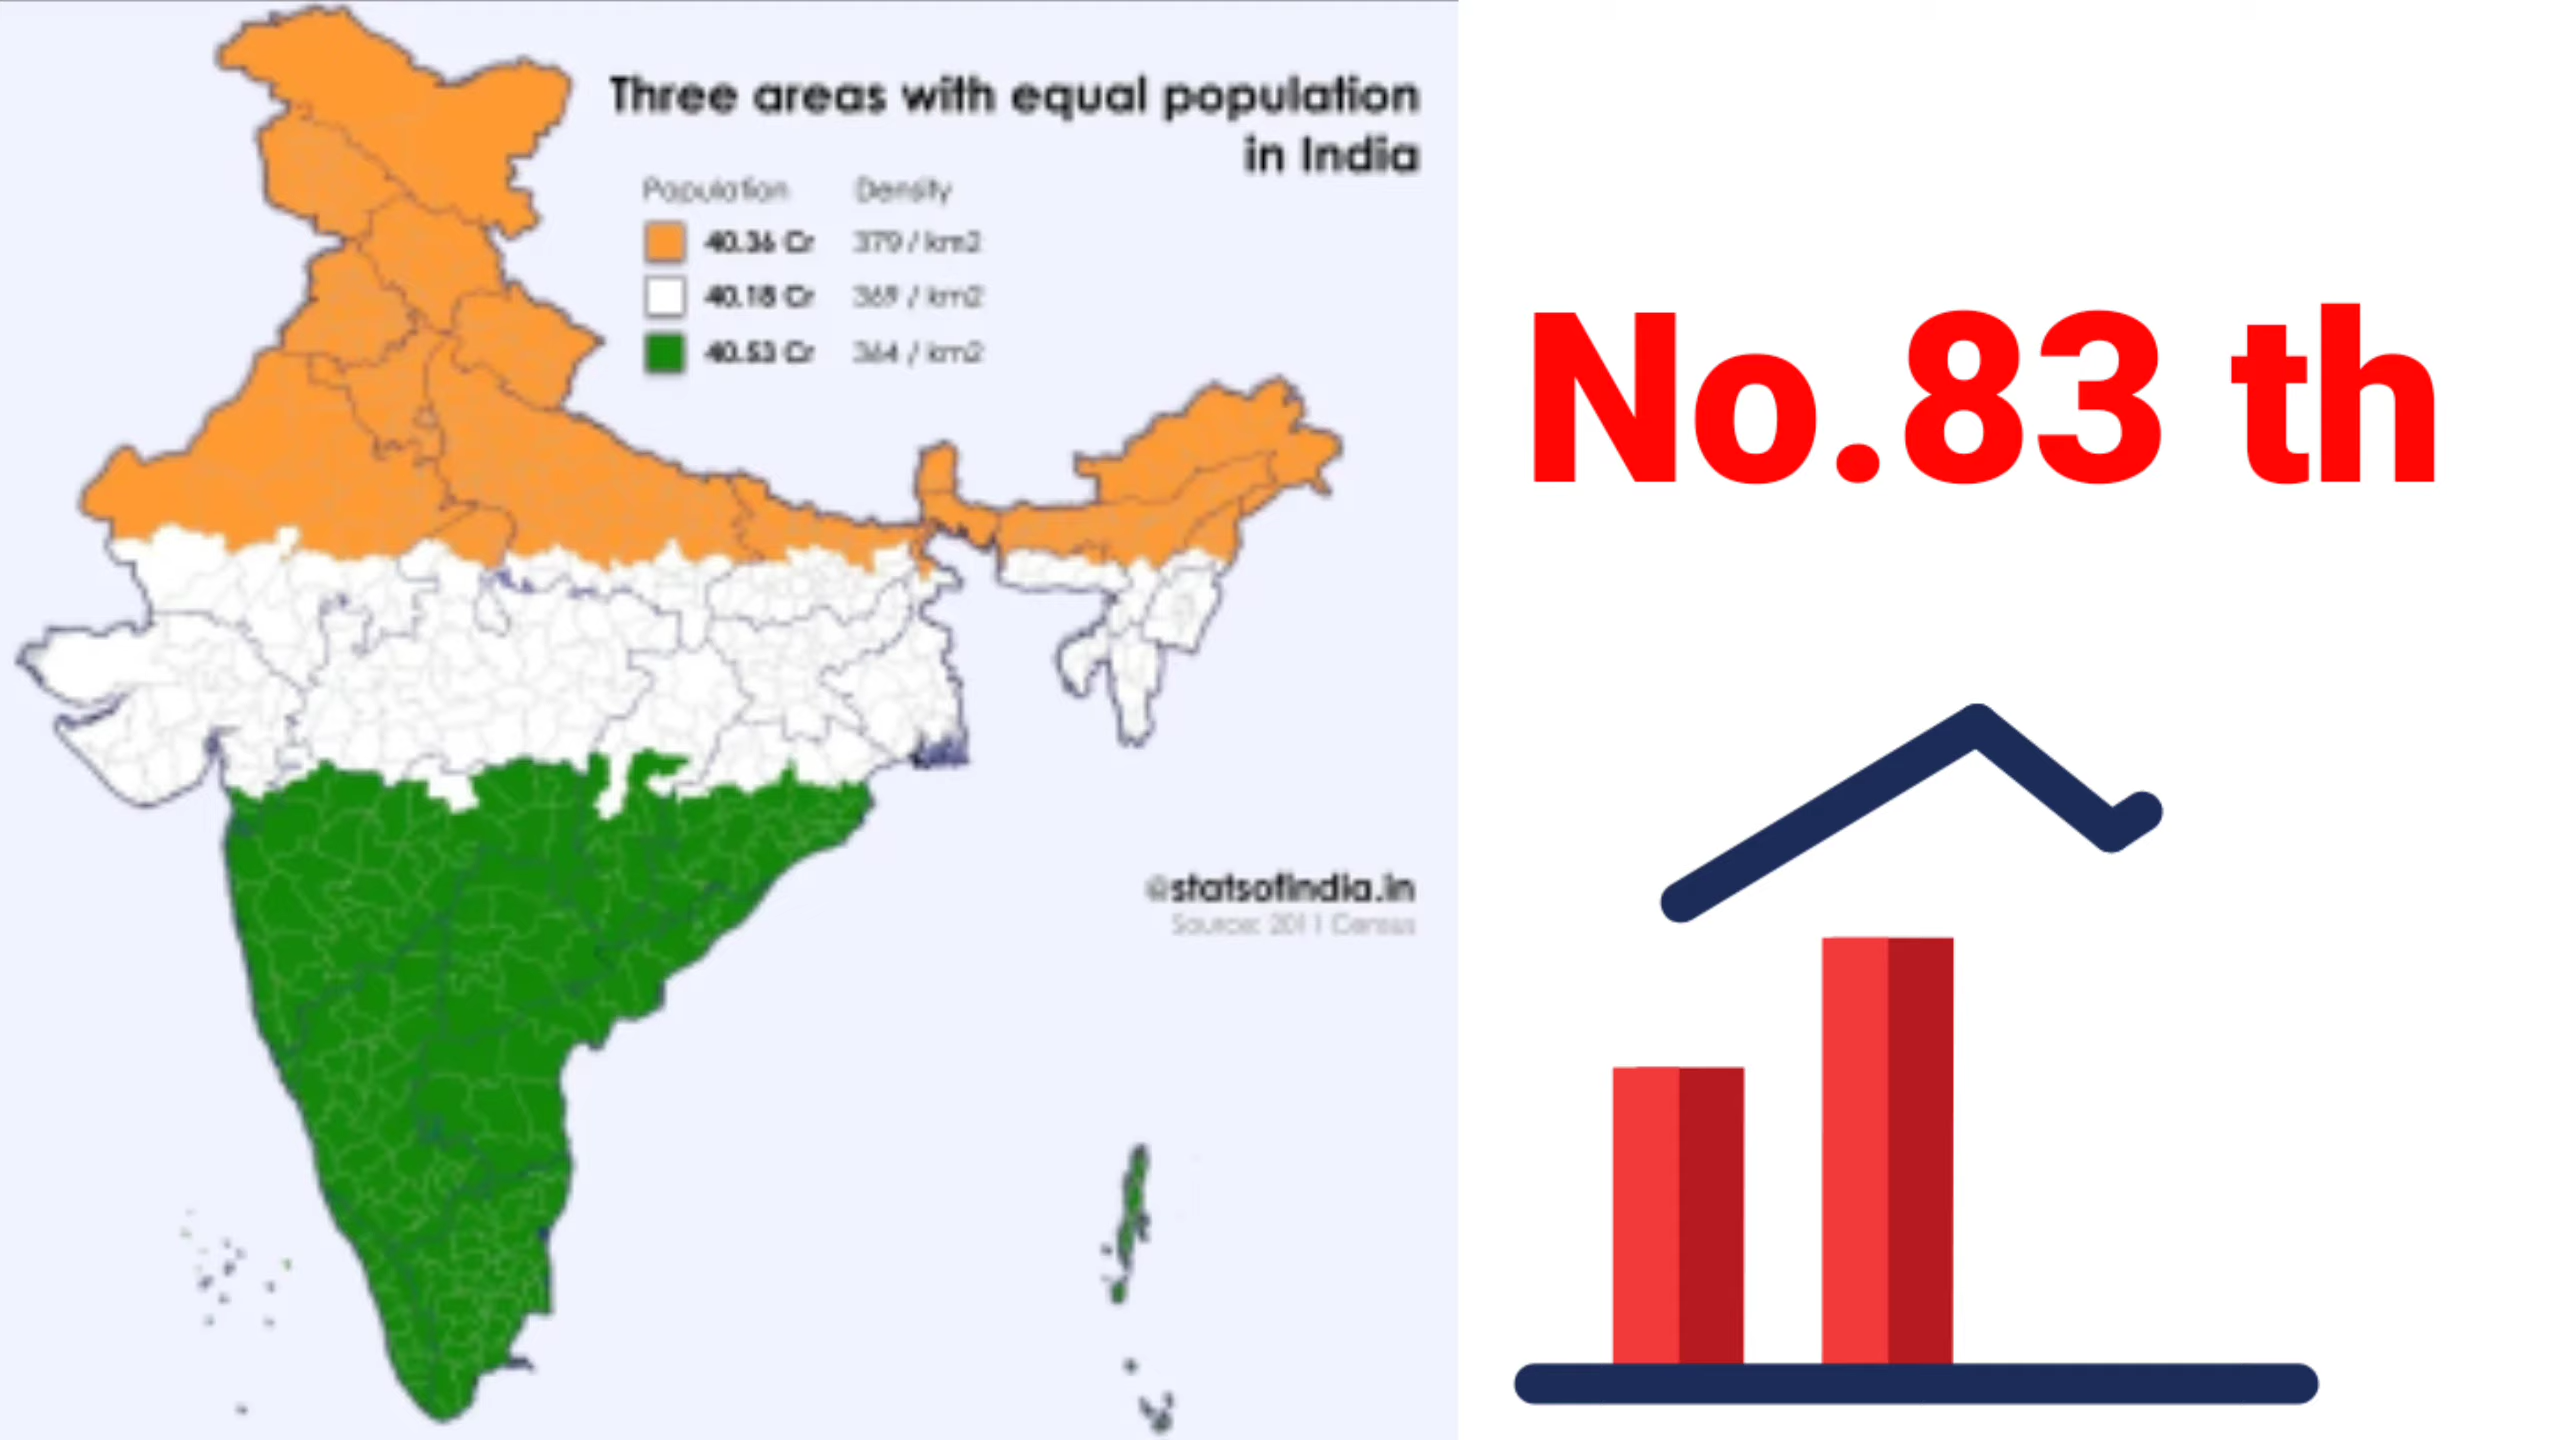 Three areas with equal population
in India
Population Density
40.36 Cr 379 / km2
40.18 Cr 369 / km2
40.53 Cr 364 / km2
@statsofindia.in
Source: 2011 Census
No.83 th